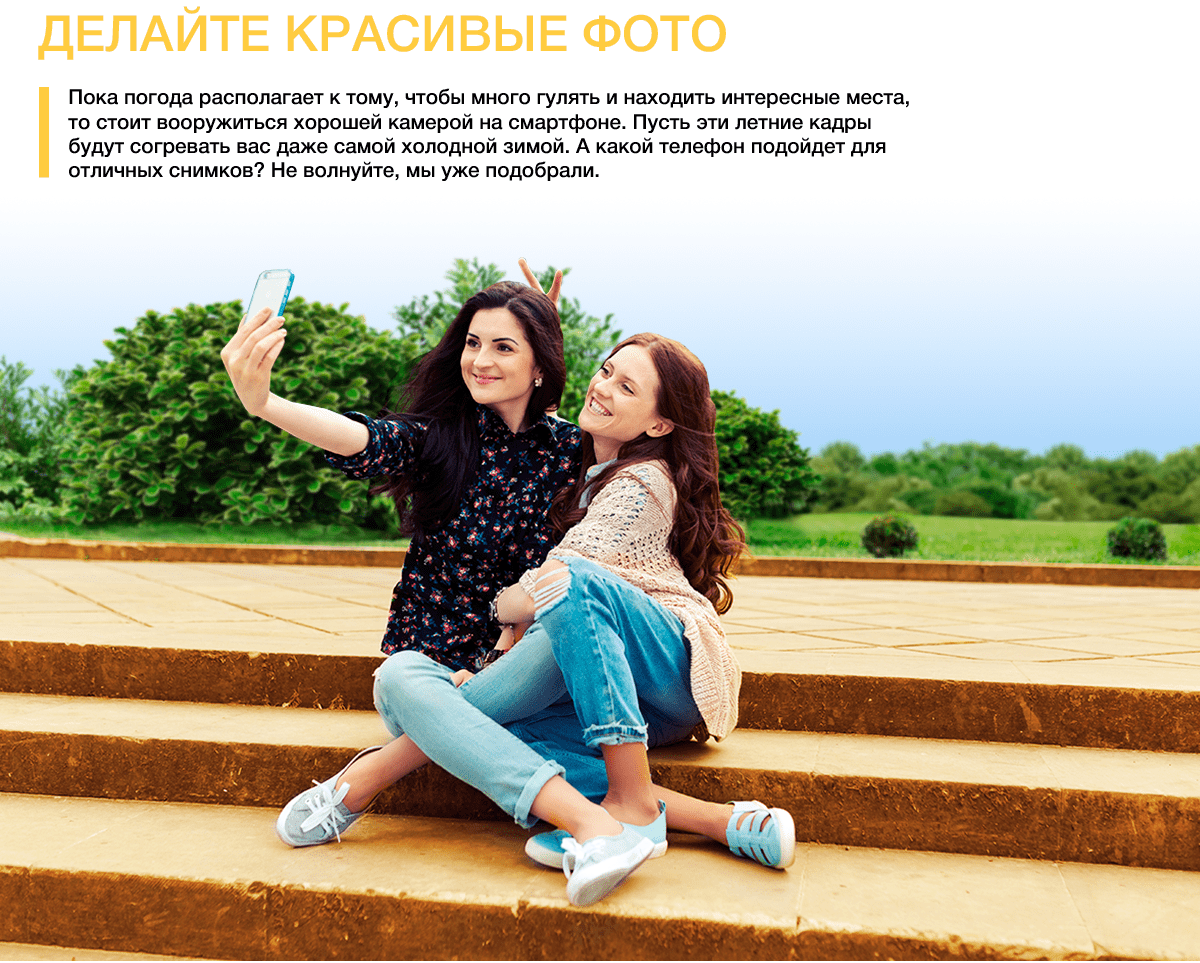 ДЕЛАЙТЕ КРАСИВЫЕ ФОТО
Пока погода располагает к тому, чтобы много гулять и находить интересные места,
то стоит вооружиться хорошей камерой на смартфоне. Пусть эти летние кадры
будут согревать вас даже самой холодной зимой. А какой телефон подойдет для
отличных снимков? Не волнуйте, мы уже подобрали.